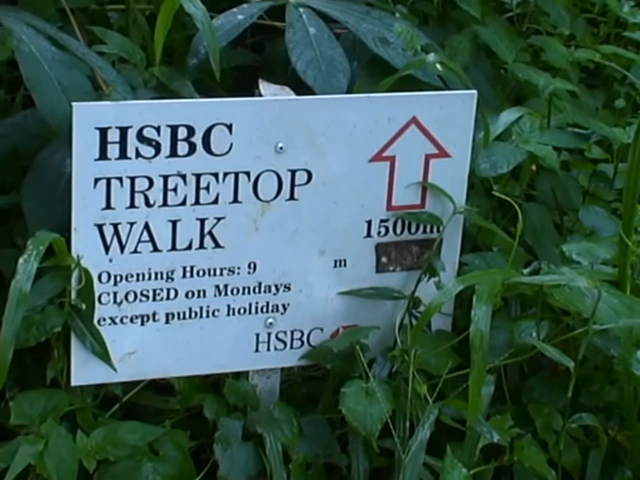 HSBC
TREETOP
WALK
1500m
Opening Hours: 9 m
CLOSED on Mondays
except public holiday
HSBC